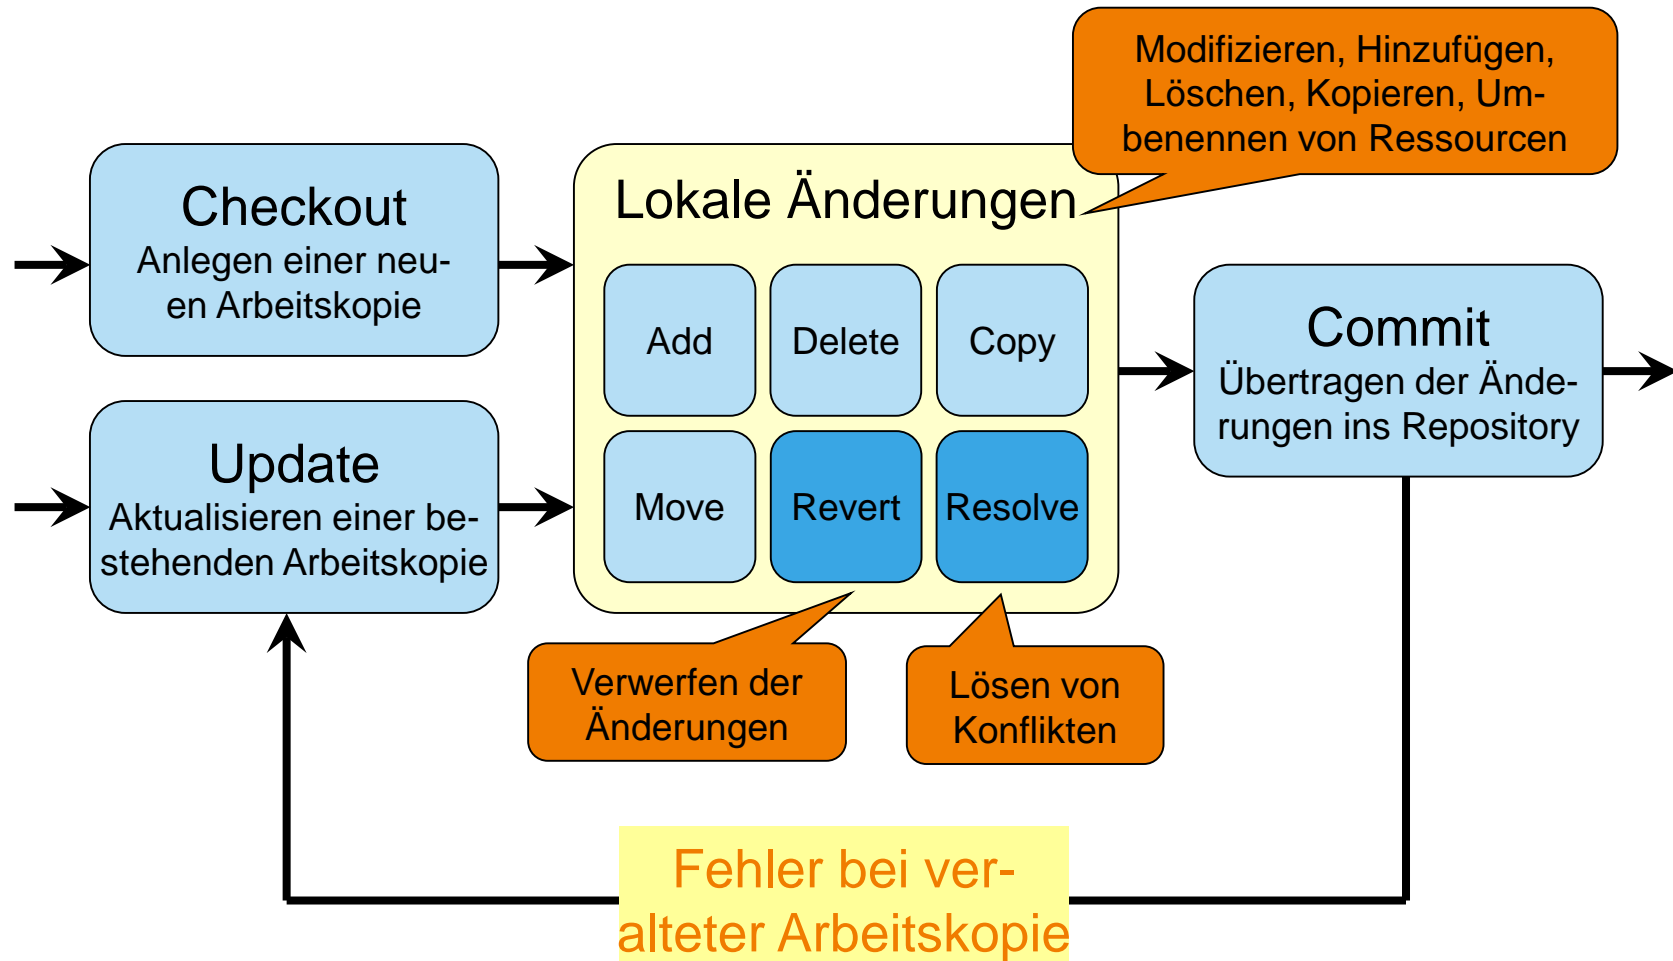 Modifizieren, Hinzufügen,
Löschen, Kopieren, Um-
benennen von Ressourcen
Checkout
Anlegen einer neu-
en Arbeitskopie
Lokale Änderungen
Add
Delete
Copy
Commit
Übertragen der Ände-
rungen ins Repository
Update
Aktualisieren einer be-
stehenden Arbeitskopie
Move
Revert
Resolve
Verwerfen der
Änderungen
Lösen von
Konflikten
Fehler bei ver-
alteter Arbeitskopie